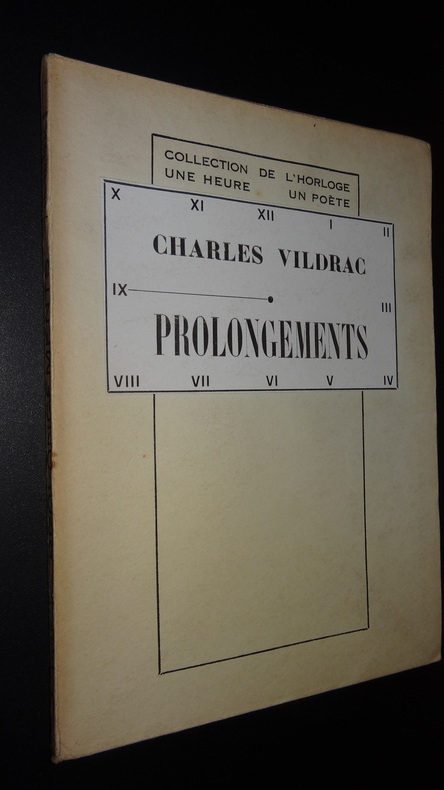 COLLECTION DE L'HORLOGE
UNE HEURE UN POÈTE
X XI XII I II
CHARLES VILDRAC
IX III
PROLONGEMENTS
VIII VII VI V IV